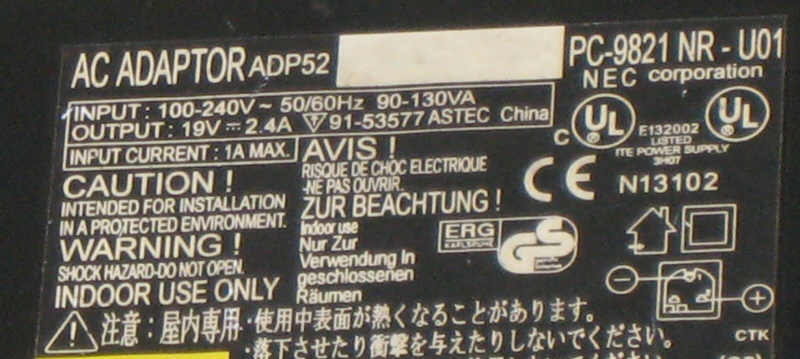 AC ADAPTOR ADP52 PC-9821 NR - U01
NEC corporation
INPUT : 100-240V ~ 50/60Hz 90-130VA
OUTPUT : 19V ⎓ 2.4A 91-53577 ASTEC China
INPUT CURRENT : 1A MAX.
CAUTION !
INTENDED FOR INSTALLATION
IN A PROTECTED ENVIRONMENT.
WARNING !
SHOCK HAZARD-DO NOT OPEN.
INDOOR USE ONLY
AVIS !
RISQUE DE CHOC ELECTRIQUE
-NE PAS OUVRIR.
ZUR BEACHTUNG !
Indoor use
Nur Zur
Verwendung In
geschlossenen
Räumen
ERG
KARLSRUHE
GS
C UL UL
E132002
LISTED
ITE POWER SUPPLY
3H07
CE N13102
注意：屋内専用・使用中表面が熱くなることがあります。
・落下させたり衝撃を与えたりしないでください。
CTK